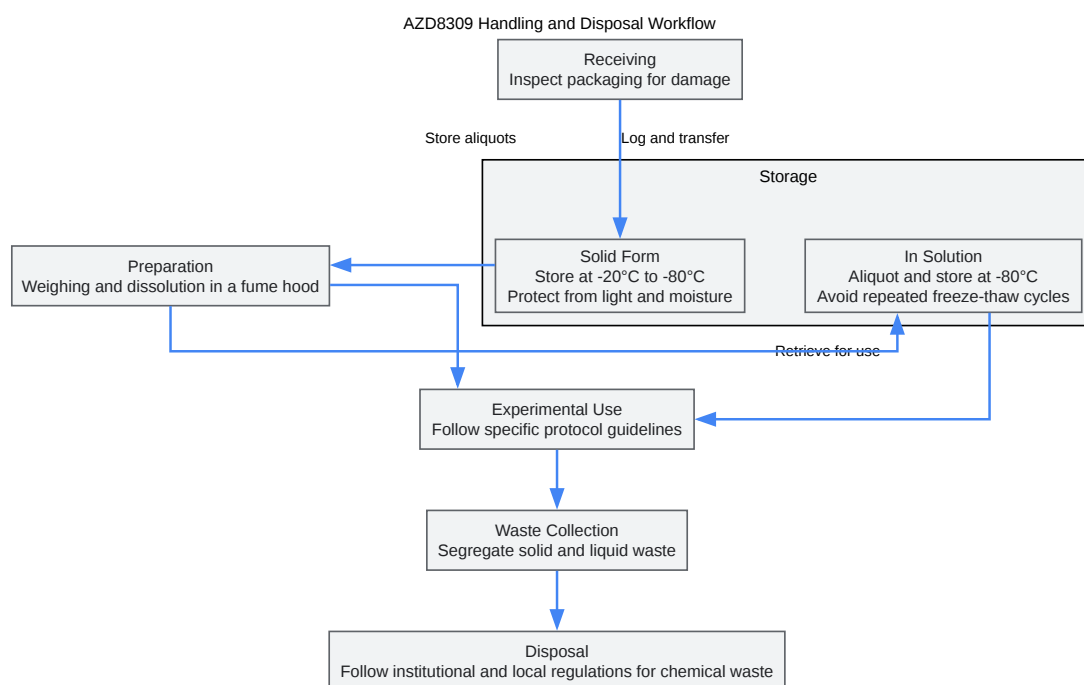 AZD8309 Handling and Disposal Workflow
Receiving
Inspect packaging for damage
Store aliquots
Log and transfer
Storage
Solid Form
Store at -20°C to -80°C
Protect from light and moisture
In Solution
Aliquot and store at -80°C
Avoid repeated freeze-thaw cycles
Preparation
Weighing and dissolution in a fume hood
Retrieve for use
Experimental Use
Follow specific protocol guidelines
Waste Collection
Segregate solid and liquid waste
Disposal
Follow institutional and local regulations for chemical waste